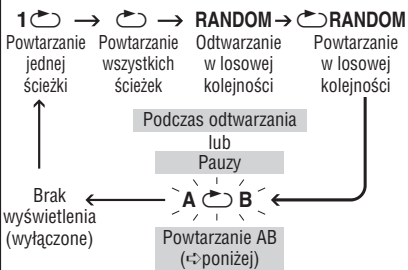 1 → → RANDOM → RANDOM
Powtarzanie jednej ścieżki
Powtarzanie wszystkich ścieżek
Odtwarzanie w losowej kolejności
Powtarzanie w losowej kolejności
Podczas odtwarzania
lub
Pauzy
A B
Powtarzanie AB
(➪poniżej)
Brak
wyświetlenia
(wyłączone)